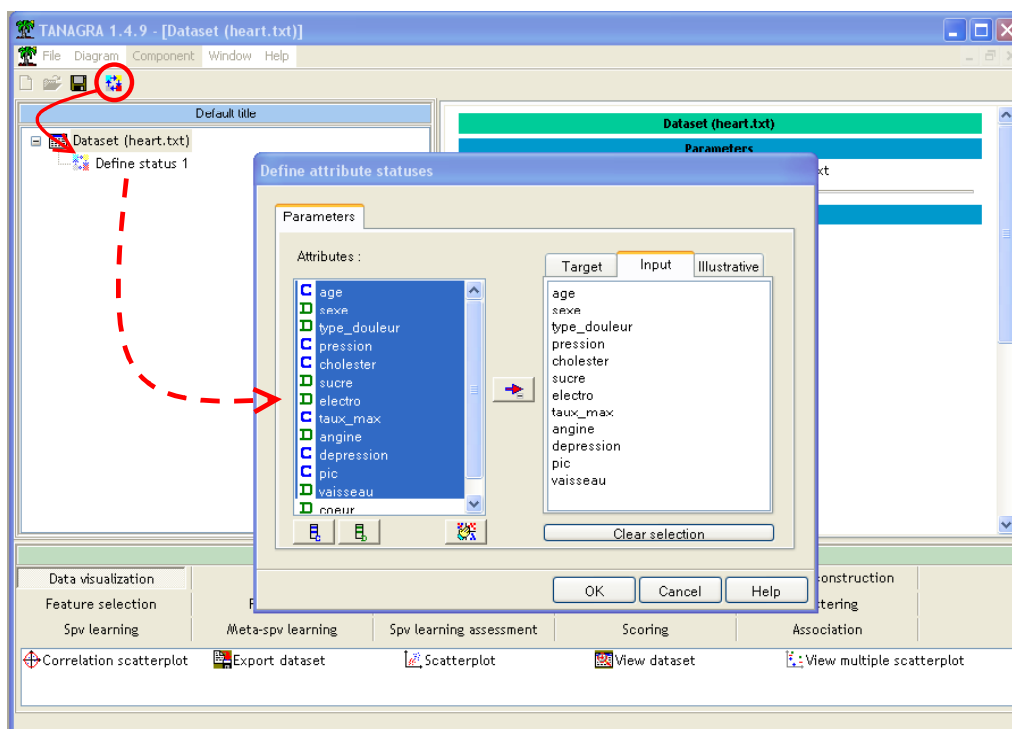 TANAGRA 1.4.9 - [Dataset (heart.txt)]
File Diagram Component Window Help
Default title
Dataset (heart.txt)
Define status 1
Dataset (heart.txt)
Parameters
xt
Define attribute statuses
Parameters
Attributes :
C age
D sexe
D type_douleur
C pression
C cholester
D sucre
D electro
C taux_max
D angine
C depression
C pic
D vaisseau
D coeur
Target Input Illustrative
age
sexe
type_douleur
pression
cholester
sucre
electro
taux_max
angine
depression
pic
vaisseau
Clear selection
OK Cancel Help
Data visualization
onstruction
Feature selection
F
tering
Spv learning Meta-spv learning Spv learning assessment Scoring Association
Correlation scatterplot Export dataset Scatterplot View dataset View multiple scatterplot